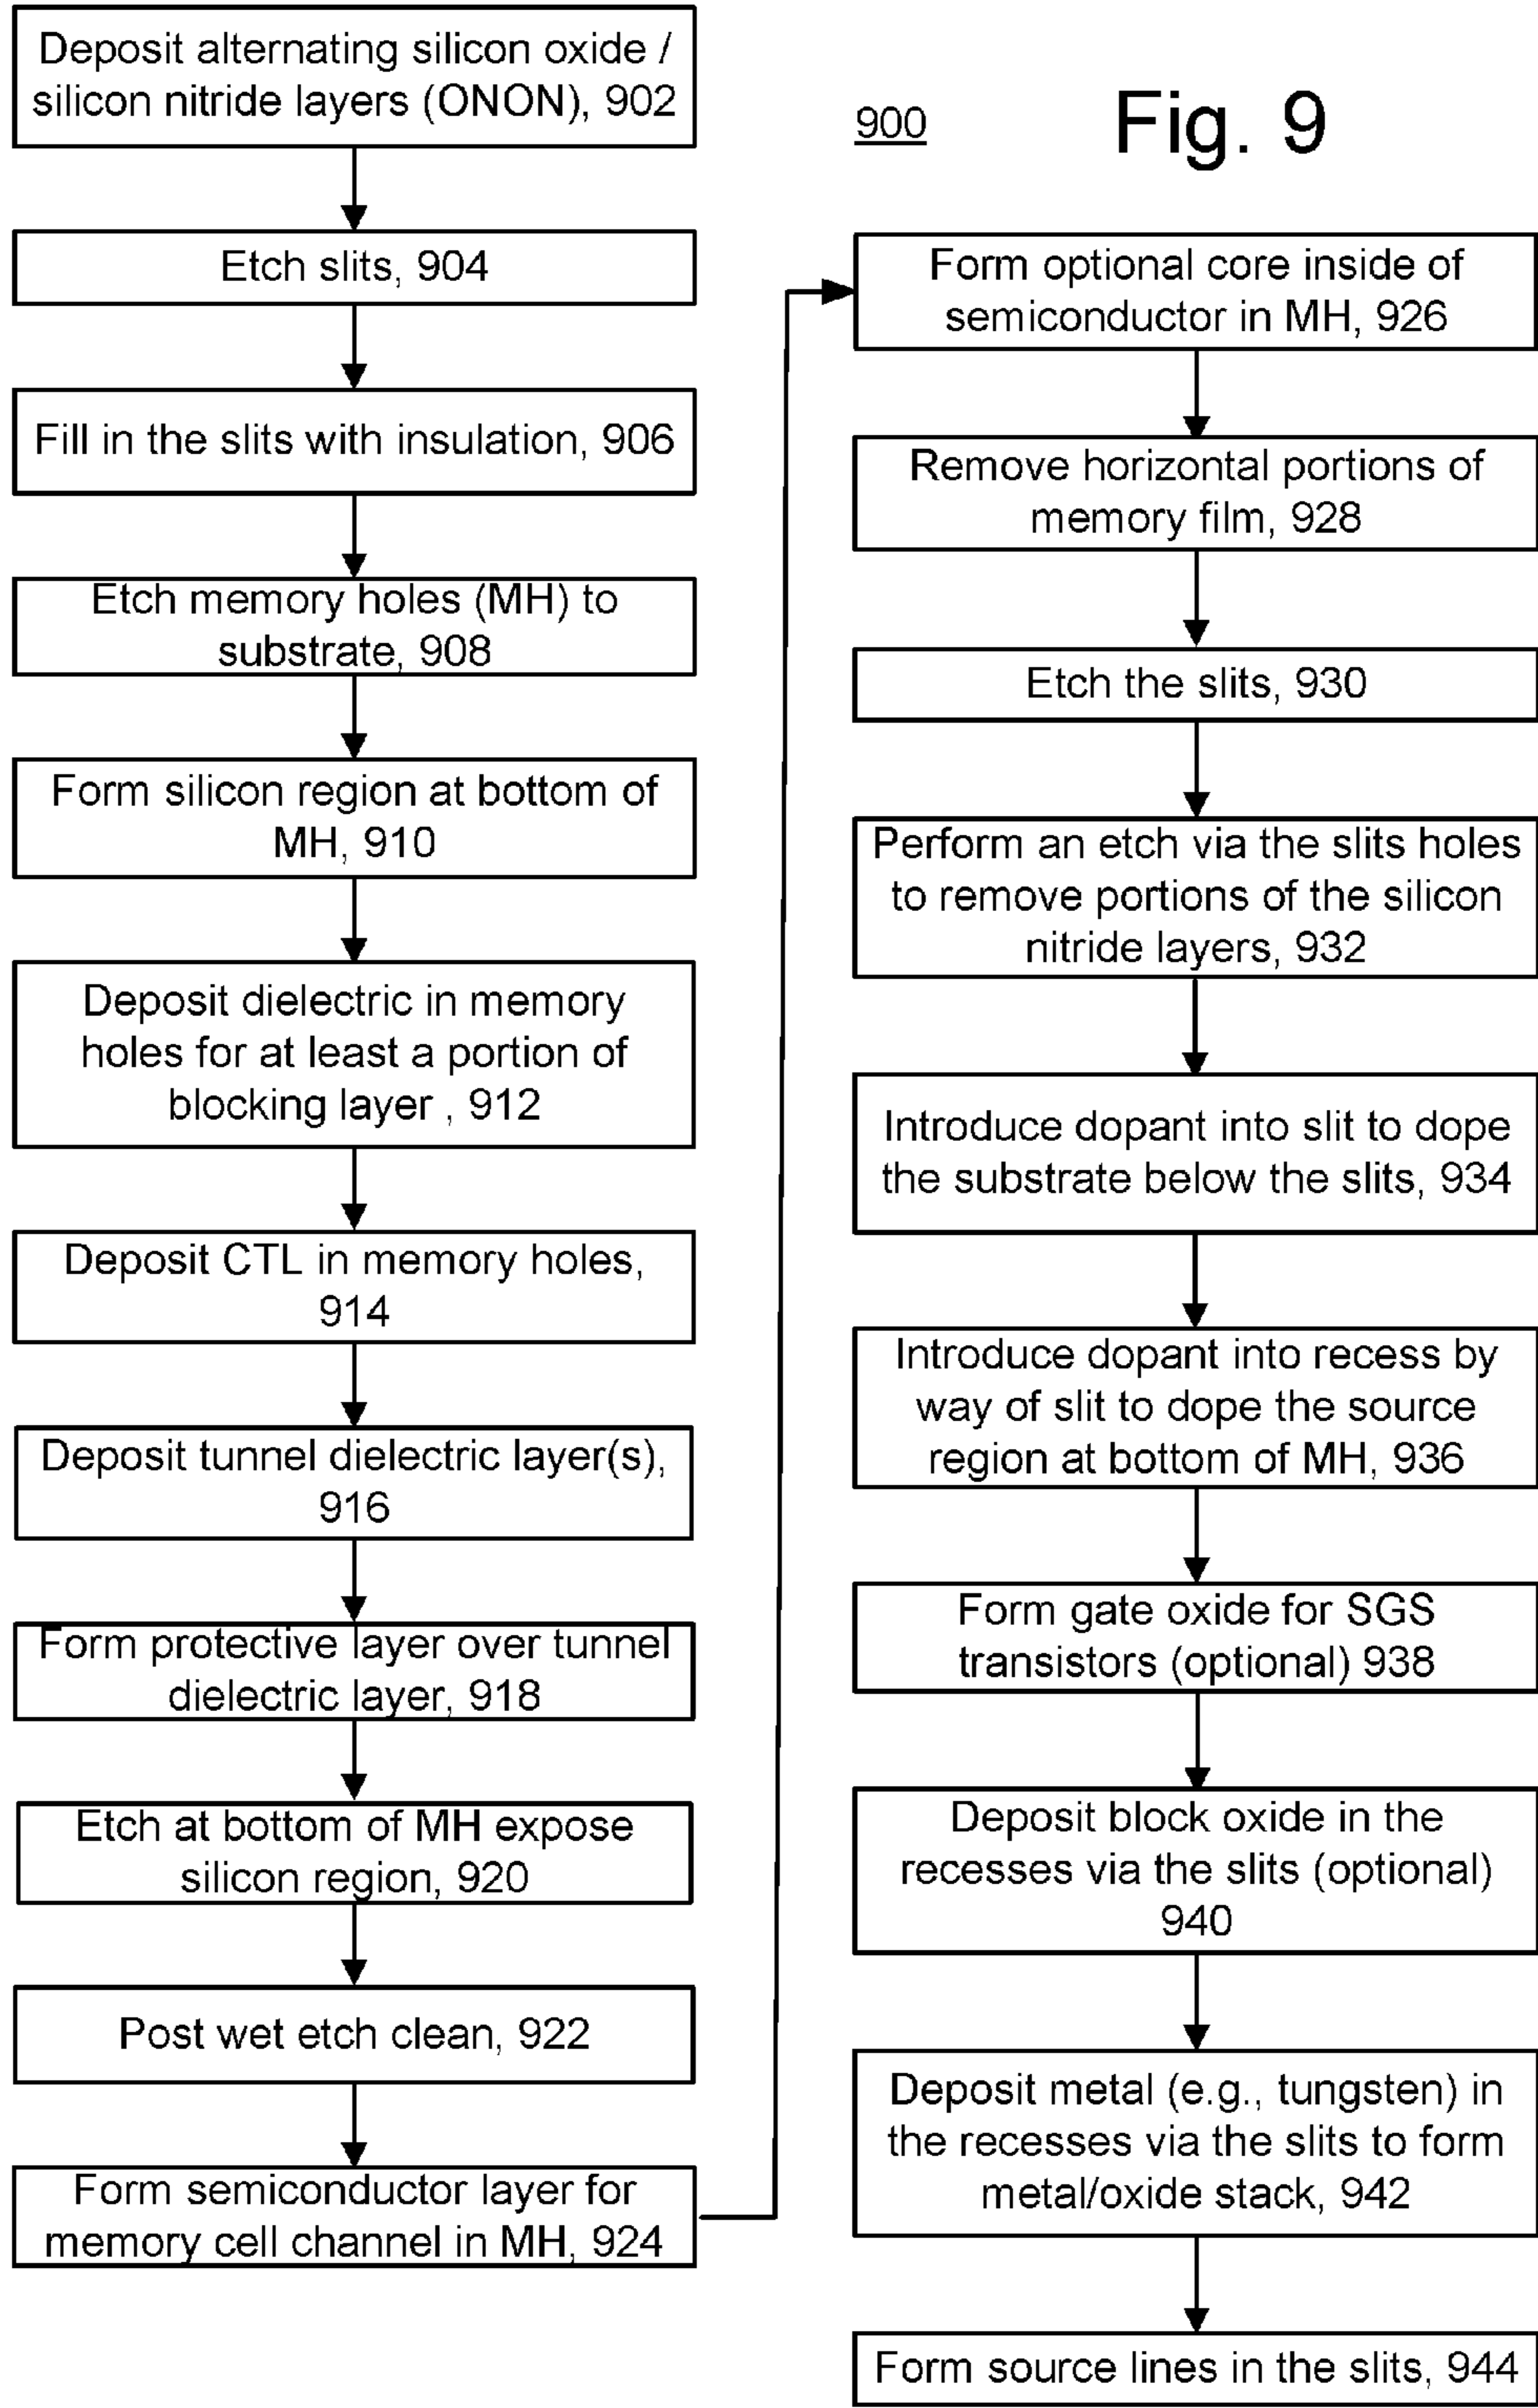 Deposit alternating silicon oxide /
silicon nitride layers (ONON), 902
Etch slits, 904
Fill in the slits with insulation, 906
Etch memory holes (MH) to
substrate, 908
Form silicon region at bottom of
MH, 910
Deposit dielectric in memory
holes for at least a portion of
blocking layer , 912
Deposit CTL in memory holes,
914
Deposit tunnel dielectric layer(s),
916
Form protective layer over tunnel
dielectric layer, 918
Etch at bottom of MH expose
silicon region, 920
Post wet etch clean, 922
Form semiconductor layer for
memory cell channel in MH, 924
900
Fig. 9
Form optional core inside of
semiconductor in MH, 926
Remove horizontal portions of
memory film, 928
Etch the slits, 930
Perform an etch via the slits holes
to remove portions of the silicon
nitride layers, 932
Introduce dopant into slit to dope
the substrate below the slits, 934
Introduce dopant into recess by
way of slit to dope the source
region at bottom of MH, 936
Form gate oxide for SGS
transistors (optional) 938
Deposit block oxide in the
recesses via the slits (optional)
940
Deposit metal (e.g., tungsten) in
the recesses via the slits to form
metal/oxide stack, 942
Form source lines in the slits, 944